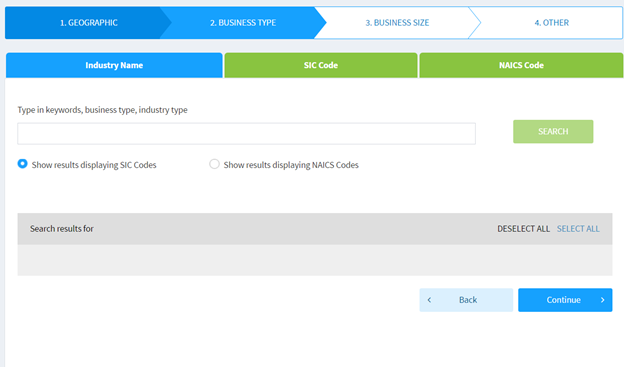 1. GEOGRAPHIC 2. BUSINESS TYPE 3. BUSINESS SIZE 4. OTHER
Industry Name SIC Code NAICS Code
Type in keywords, business type, industry type
SEARCH
Show results displaying SIC Codes Show results displaying NAICS Codes
Search results for DESELECT ALL SELECT ALL
Back Continue